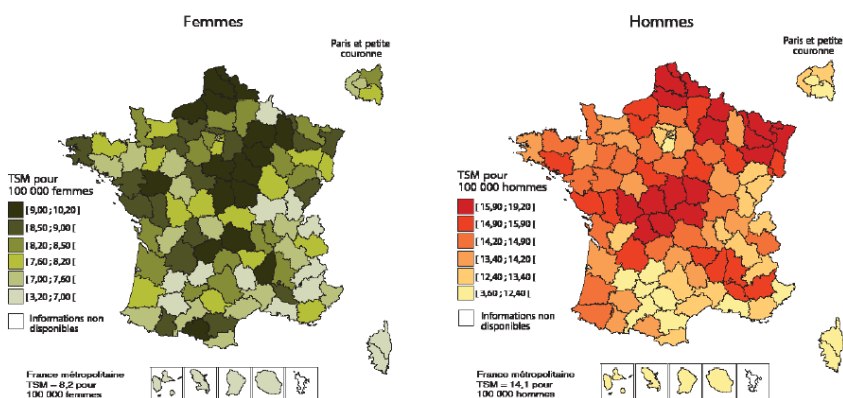 Femmes
Paris et petite
couronne
TSM pour
100 000 femmes
[ 9,00 ; 10,20 ]
[ 8,50 ; 9,00 [
[ 8,20 ; 8,50 [
[ 7,60 ; 8,20 [
[ 7,00 ; 7,60 [
[ 3,20 ; 7,00 [
Informations non
disponibles
France métropolitaine
TSM = 8,2 pour
100 000 femmes
Hommes
Paris et petite
couronne
TSM pour
100 000 hommes
[ 15,90 ; 19,20 ]
[ 14,90 ; 15,90 [
[ 14,20 ; 14,90 [
[ 13,40 ; 14,20 [
[ 12,40 ; 13,40 [
[ 3,60 ; 12,40 [
Informations non
disponibles
France métropolitaine
TSM = 14,1 pour
100 000 hommes